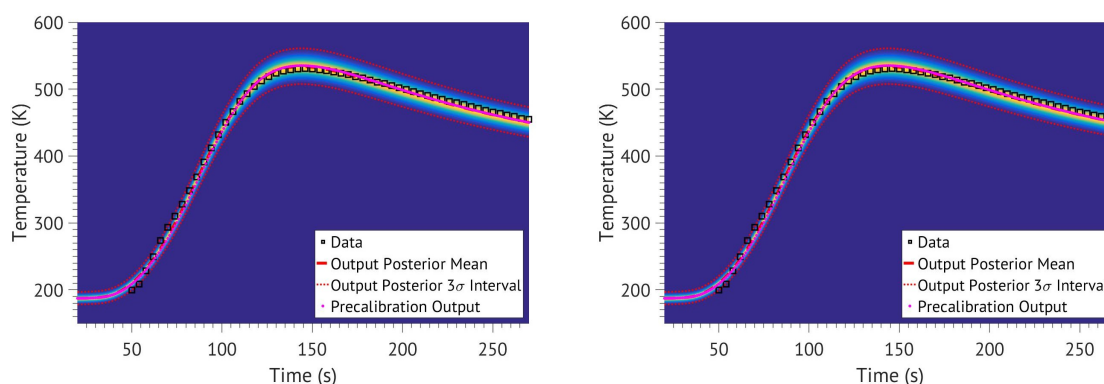 600
500
400
300
200
Temperature (K)
Data
Output Posterior Mean
Output Posterior 3σ Interval
Precalibration Output
50
100
150
200
250
Time (s)
600
500
400
300
200
Temperature (K)
Data
Output Posterior Mean
Output Posterior 3σ Interval
Precalibration Output
50
100
150
200
250
Time (s)